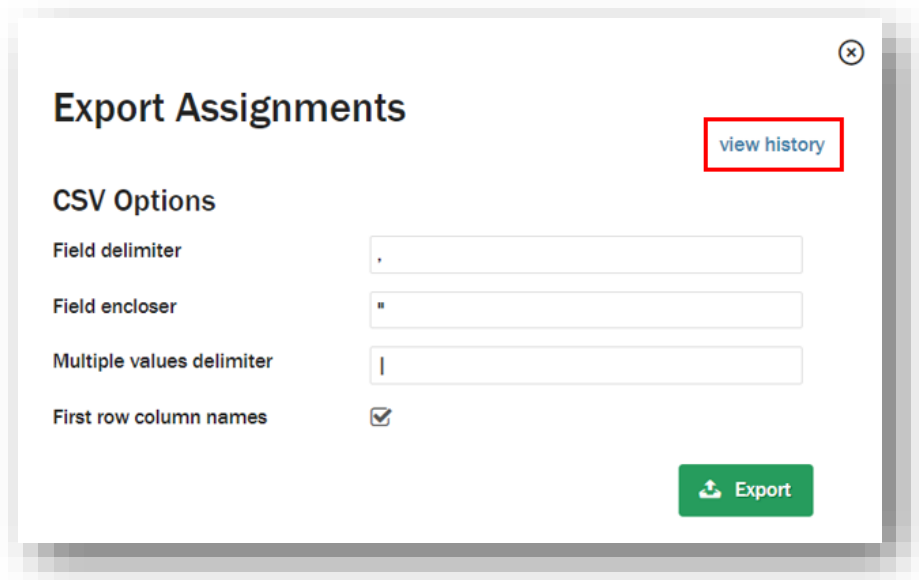 Export Assignments
view history
CSV Options
Field delimiter
,
Field encloser
"
Multiple values delimiter
|
First row column names
Export